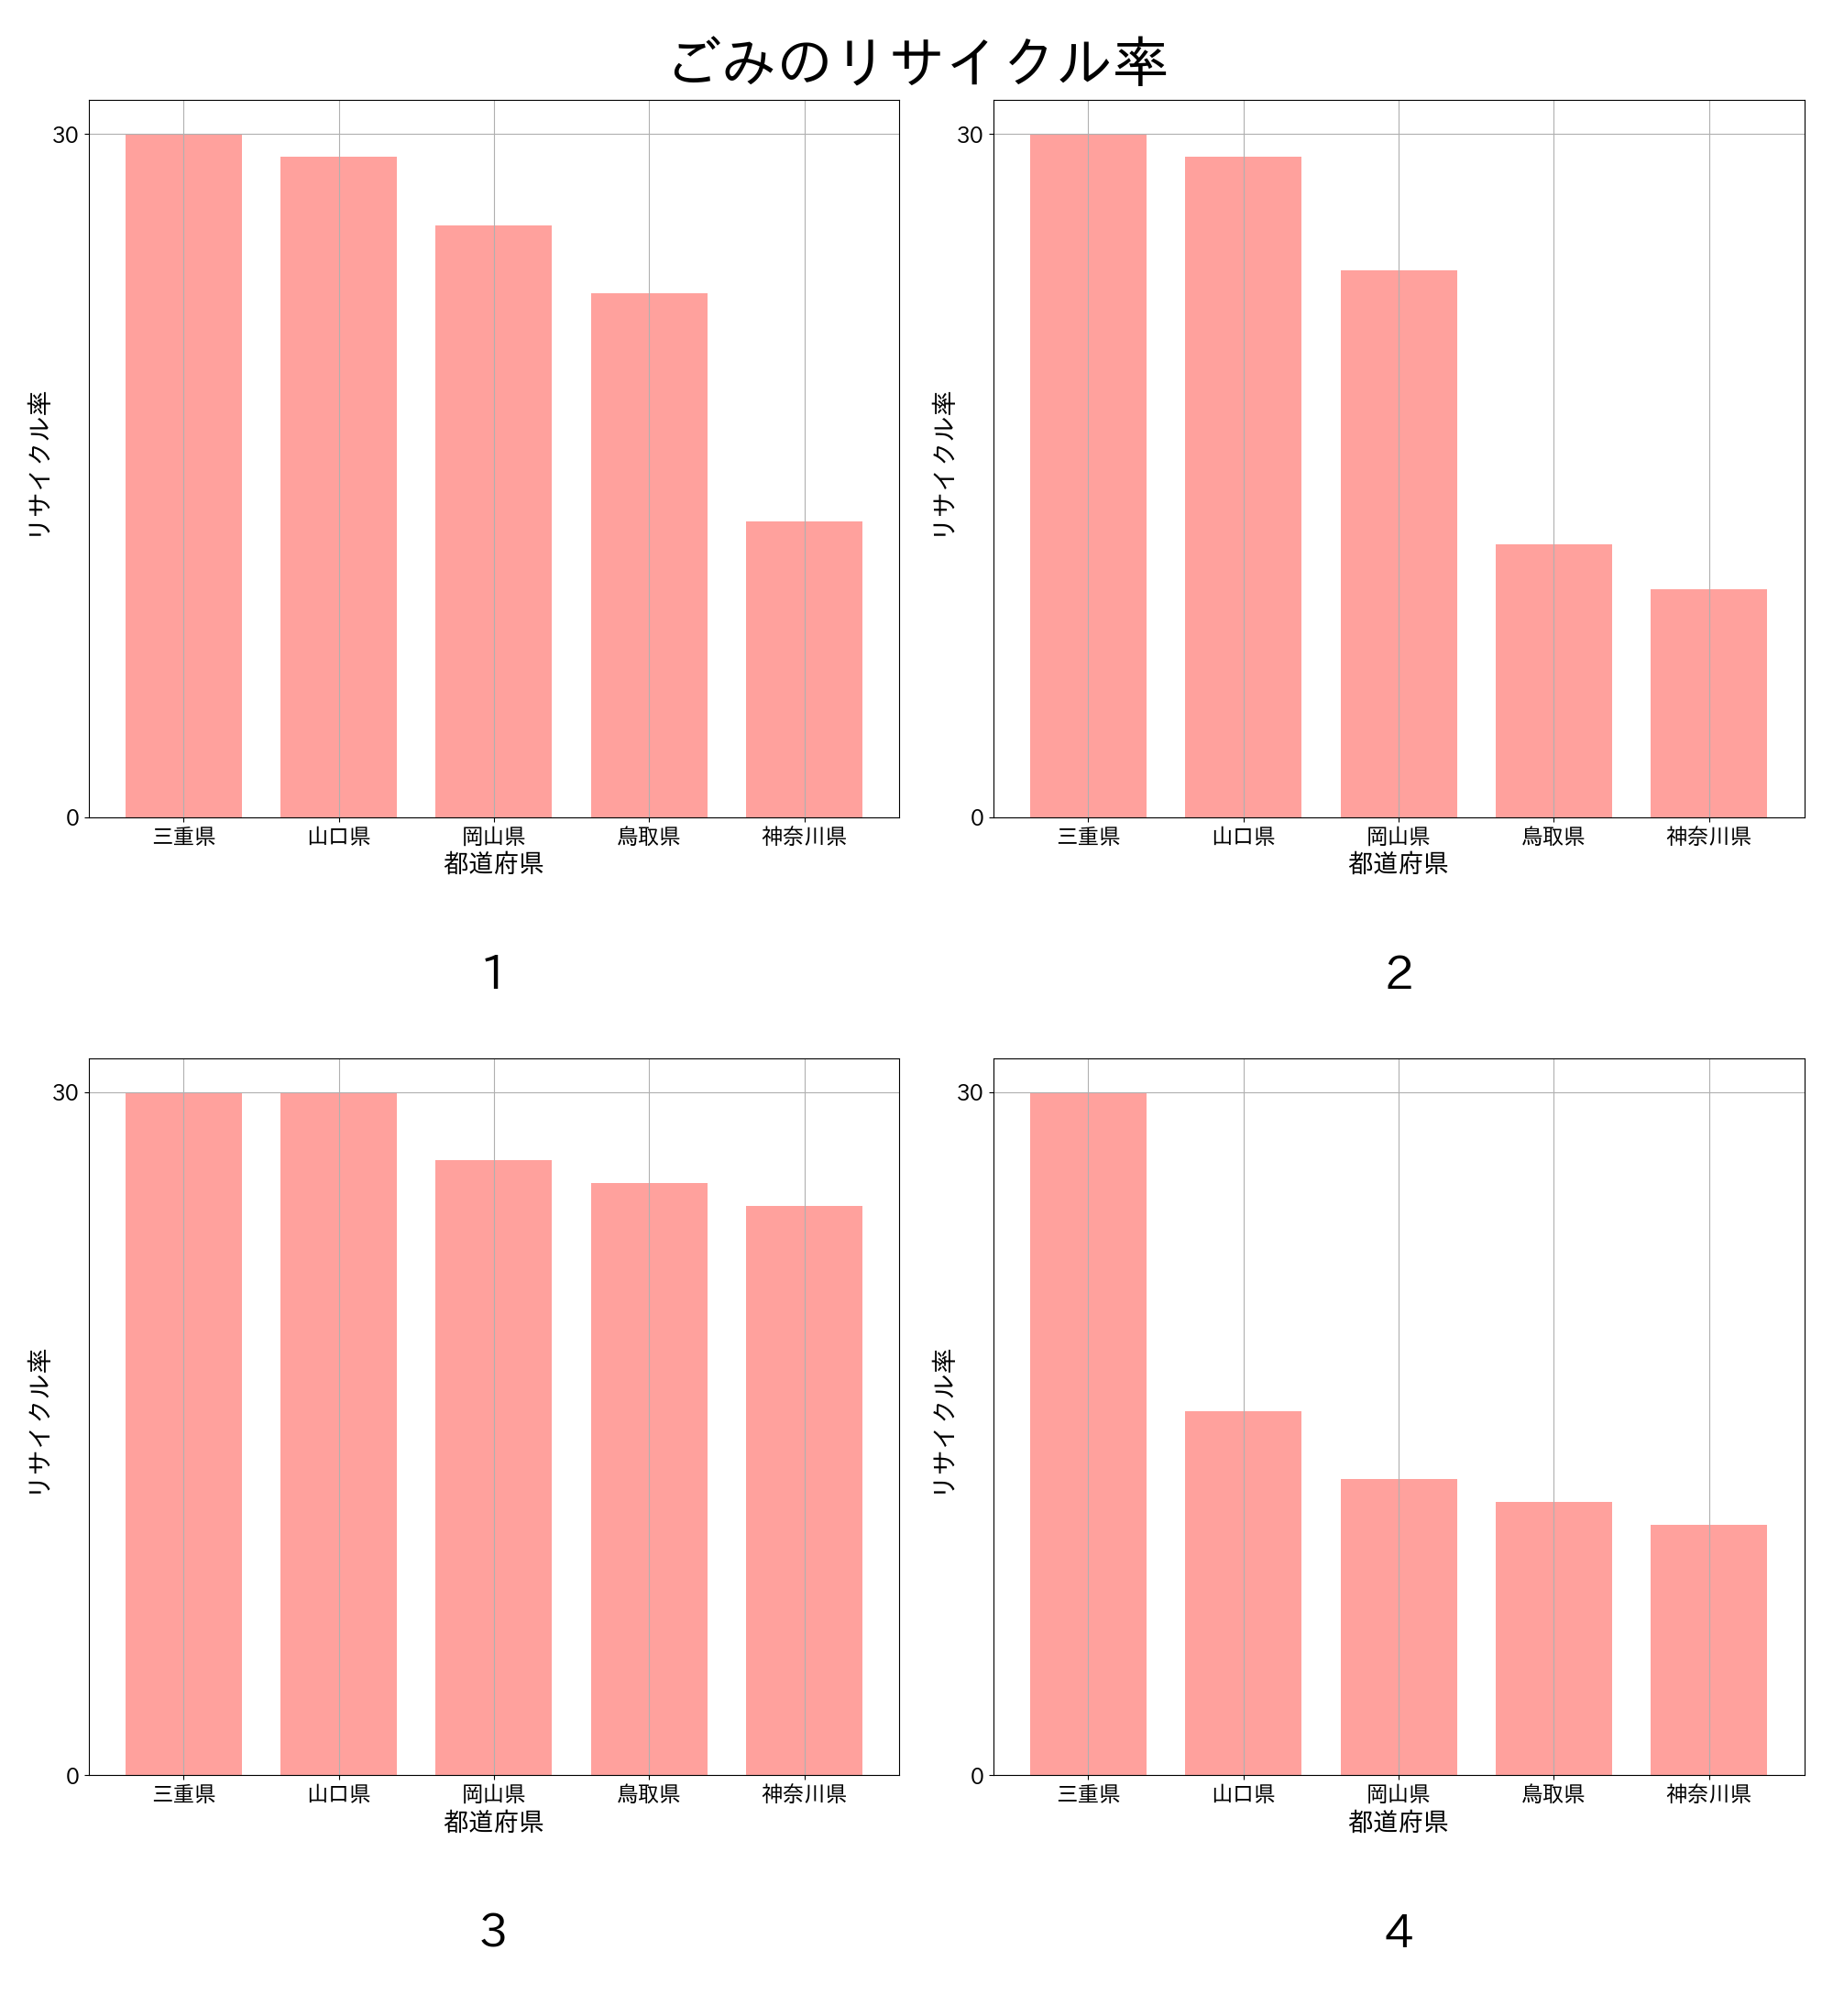 ごみのリサイクル率
30
0
リサイクル率
三重県 山口県 岡山県 鳥取県 神奈川県
都道府県
1
30
0
リサイクル率
三重県 山口県 岡山県 鳥取県 神奈川県
都道府県
2
30
0
リサイクル率
三重県 山口県 岡山県 鳥取県 神奈川県
都道府県
3
30
0
リサイクル率
三重県 山口県 岡山県 鳥取県 神奈川県
都道府県
4